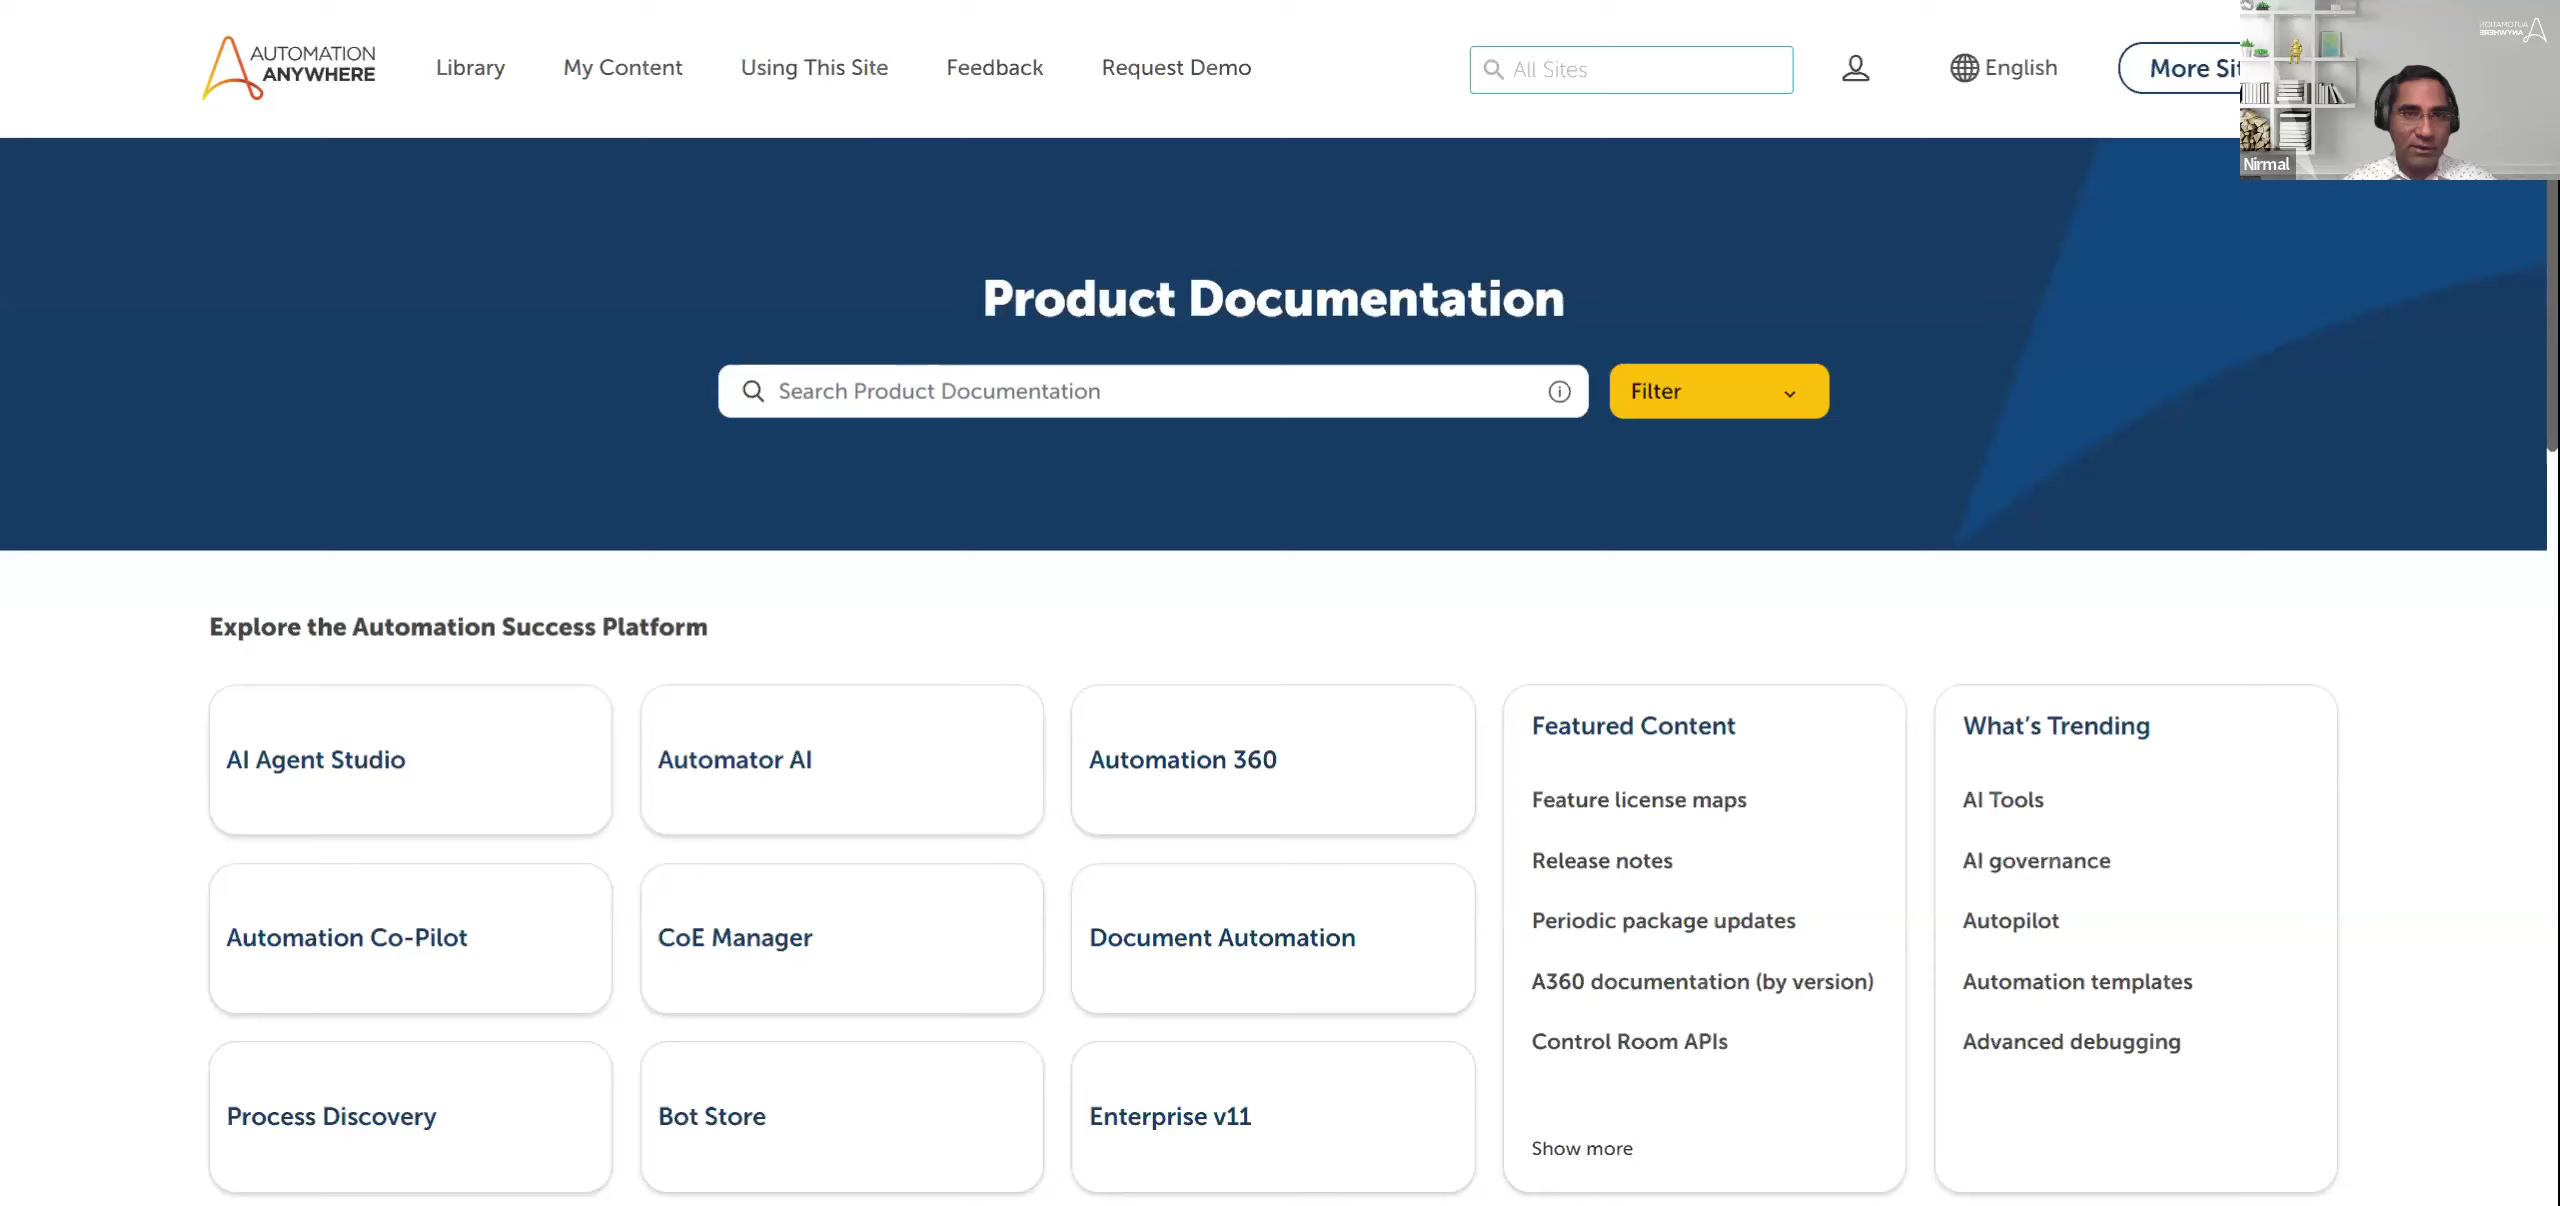 AUTOMATION
ANYWHERE
Library
My Content
Using This Site
Feedback
Request Demo
All Sites
English
More Sit
AUTOMATION
ANYWHERE
Nirmal
Product Documentation
Search Product Documentation
Filter
Explore the Automation Success Platform
AI Agent Studio
Automator AI
Automation 360
Automation Co-Pilot
CoE Manager
Document Automation
Process Discovery
Bot Store
Enterprise v11
Featured Content
Feature license maps
Release notes
Periodic package updates
A360 documentation (by version)
Control Room APIs
Show more
What's Trending
AI Tools
AI governance
Autopilot
Automation templates
Advanced debugging